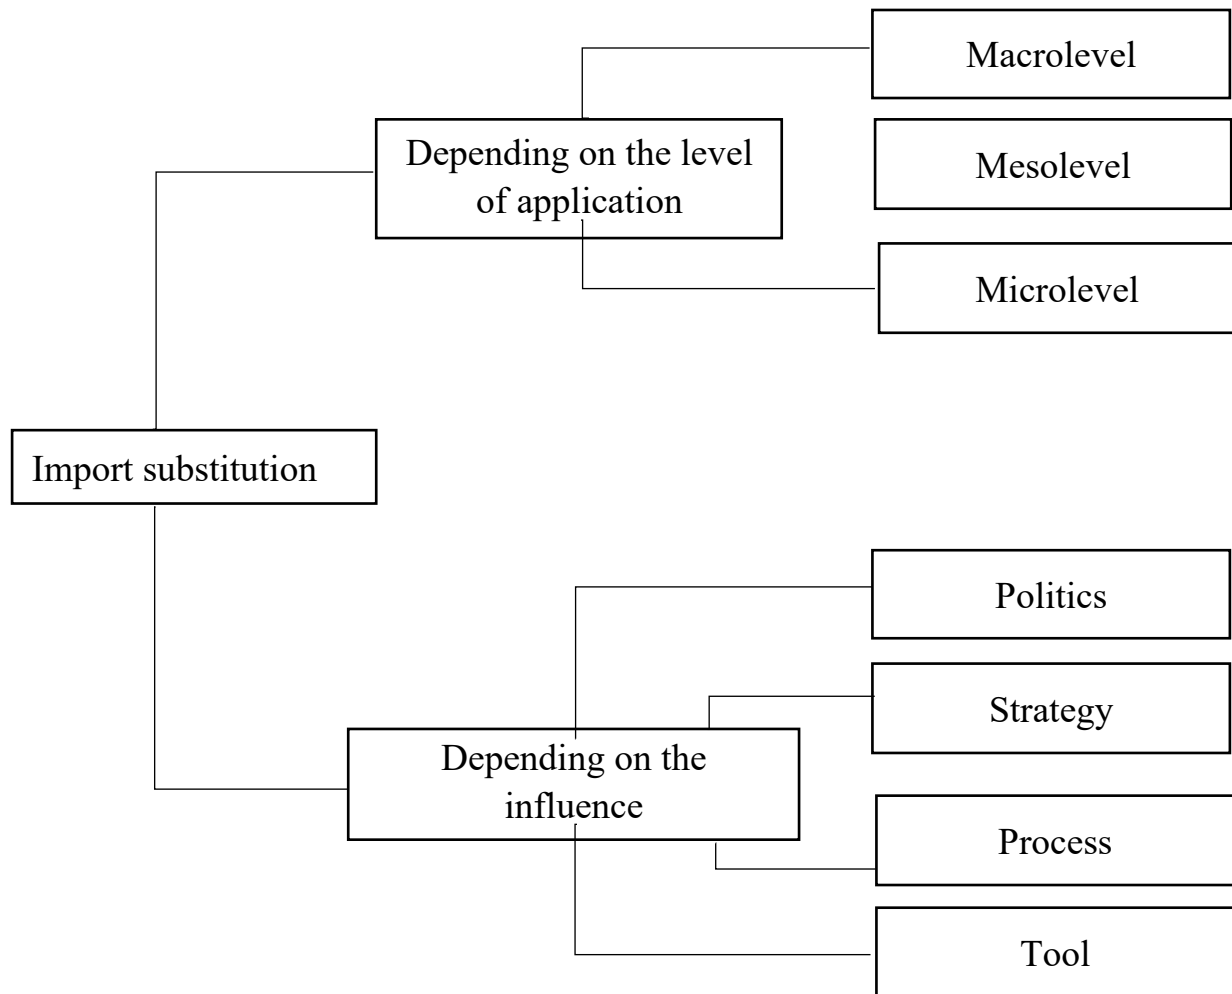 Macrolevel
Depending on the level
of application
Mesolevel
Microlevel
Import substitution
Politics
Strategy
Depending on the
influence
Process
Tool